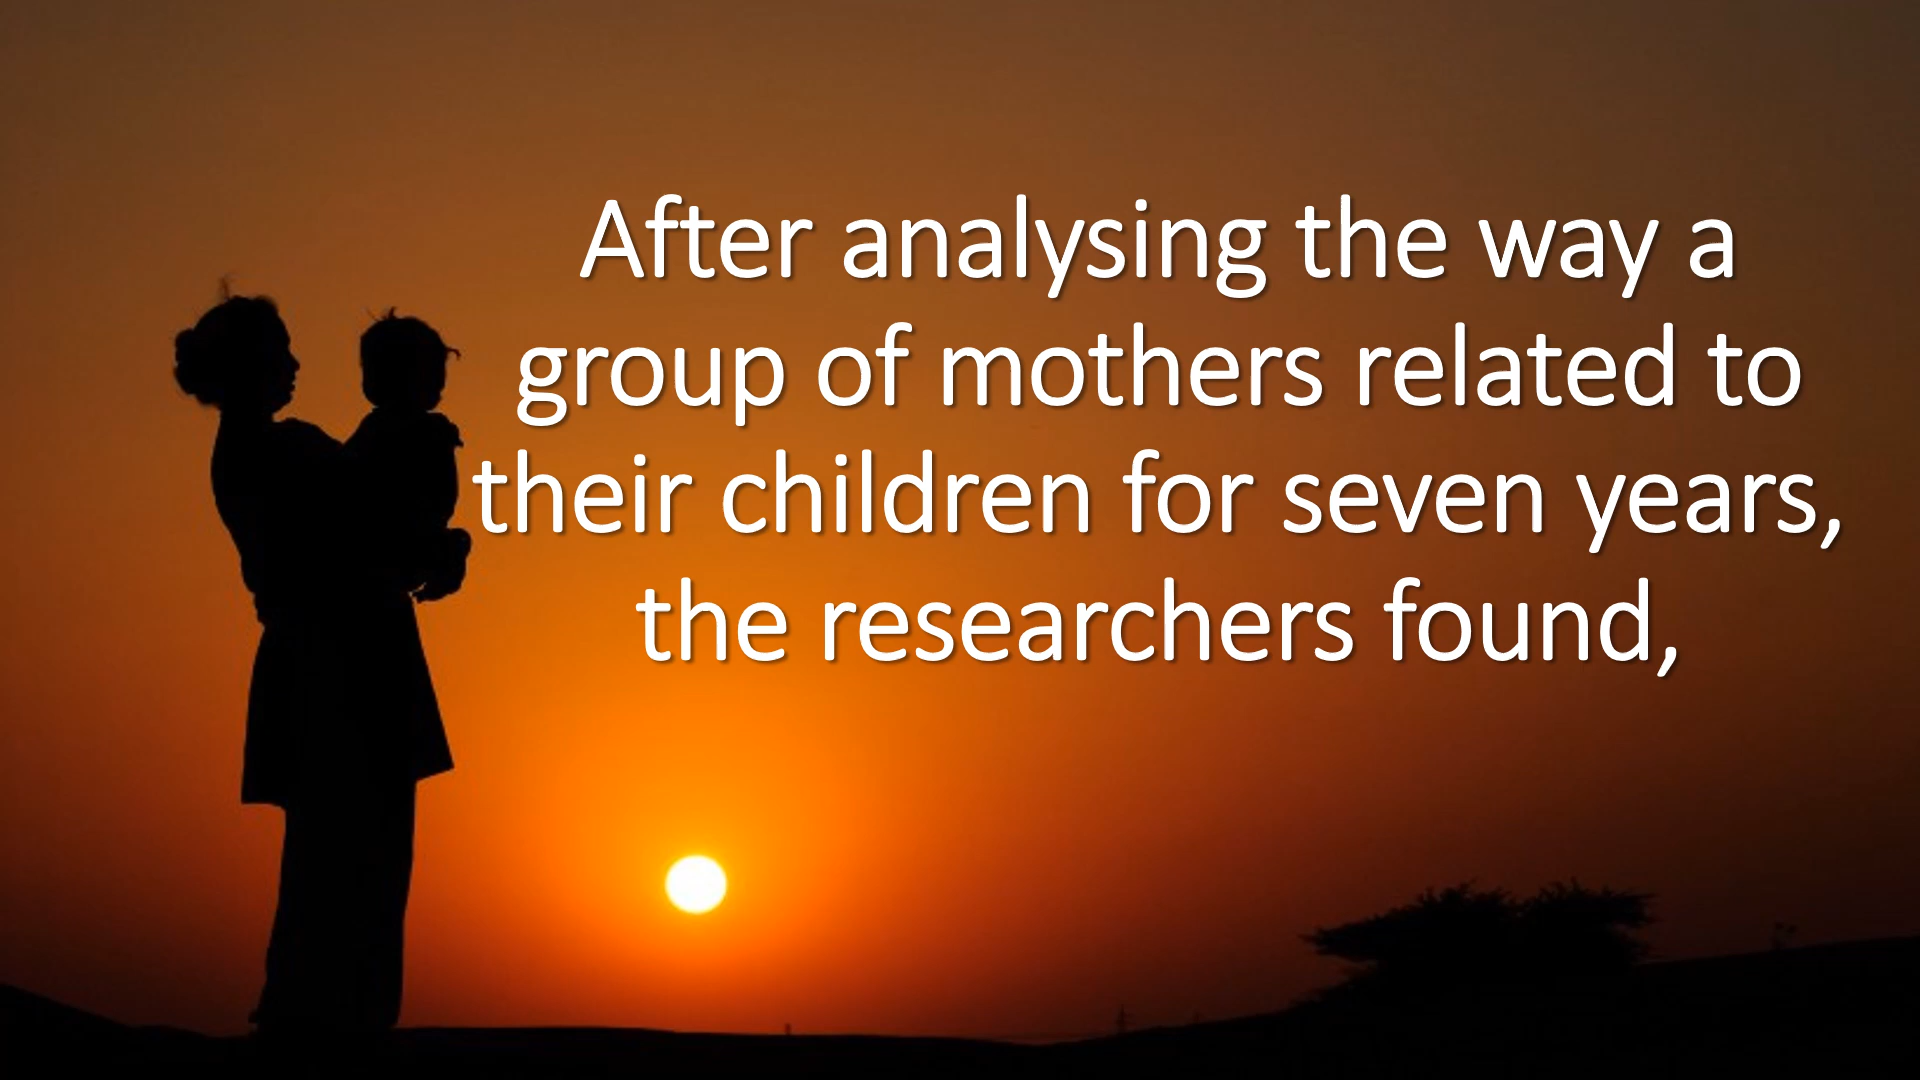 After analysing the way a
group of mothers related to
their children for seven years,
the researchers found,